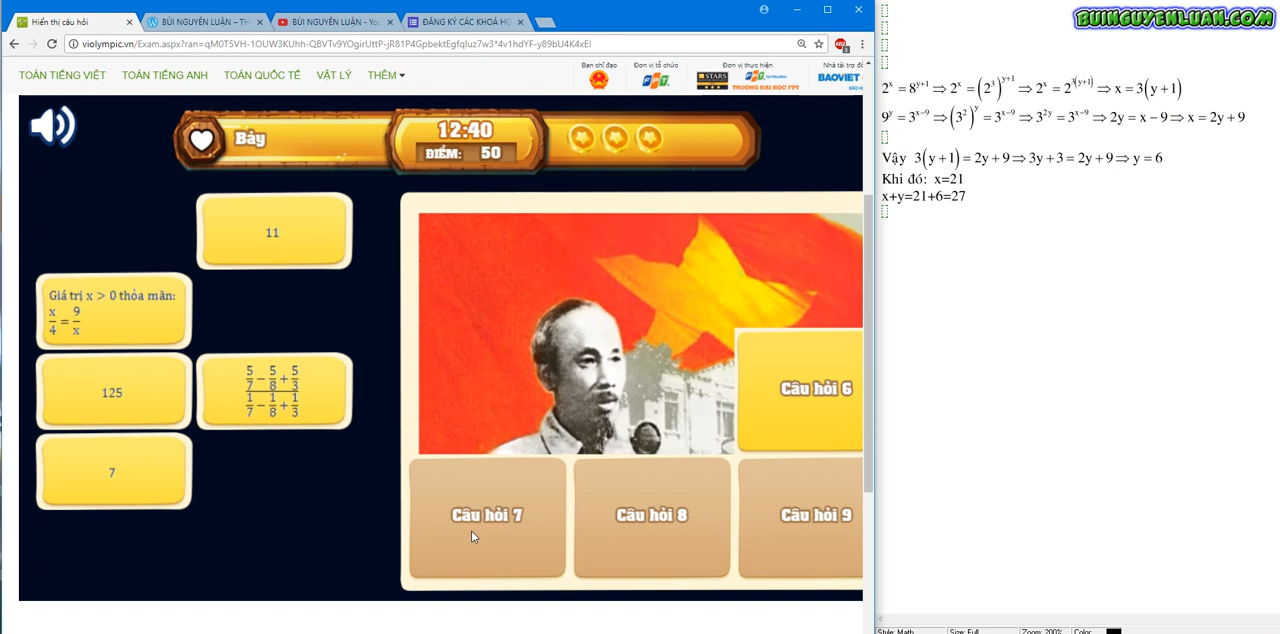 Hiển thị câu hỏi
BÙI NGUYÊN LUÂN – TH
BÙI NGUYÊN LUÂN - You
ĐĂNG KÝ CÁC KHOÁ HỌ
violympic.vn/Exam.aspx?ran=
TOÁN TIẾNG VIỆT TOÁN TIẾNG ANH TOÁN QUỐC TẾ VẬT LÝ THÊM
Ban chỉ đạo Đơn vị tổ chức Đơn vị thực hiện Nhà tài trợ đồ
FPT STARS FPT TRƯỜNG ĐẠI HỌC FPT BAOVIET
Bảy
12:40
ĐIỂM: 50
11
Giá trị x > 0 thỏa mãn:
x/4 = 9/x
125
(5/7 − 5/8 + 5/3)/(1/7 − 1/8 + 1/3)
7
Câu hỏi 6
Câu hỏi 7
Câu hỏi 8
Câu hỏi 9
BUINGUYENLUAN.COM
2^x = 8^(y+1) ⇒ 2^x = (2^3)^(y+1) ⇒ 2^x = 2^(3(y+1)) ⇒ x = 3(y+1)
9^y = 3^(x−9) ⇒ (3^2)^y = 3^(x−9) ⇒ 3^(2y) = 3^(x−9) ⇒ 2y = x − 9 ⇒ x = 2y + 9
Vậy 3(y+1) = 2y + 9 ⇒ 3y + 3 = 2y + 9 ⇒ y = 6
Khi đó: x=21
x+y=21+6=27
Style: Math Size: Full Zoom: 200% Color: